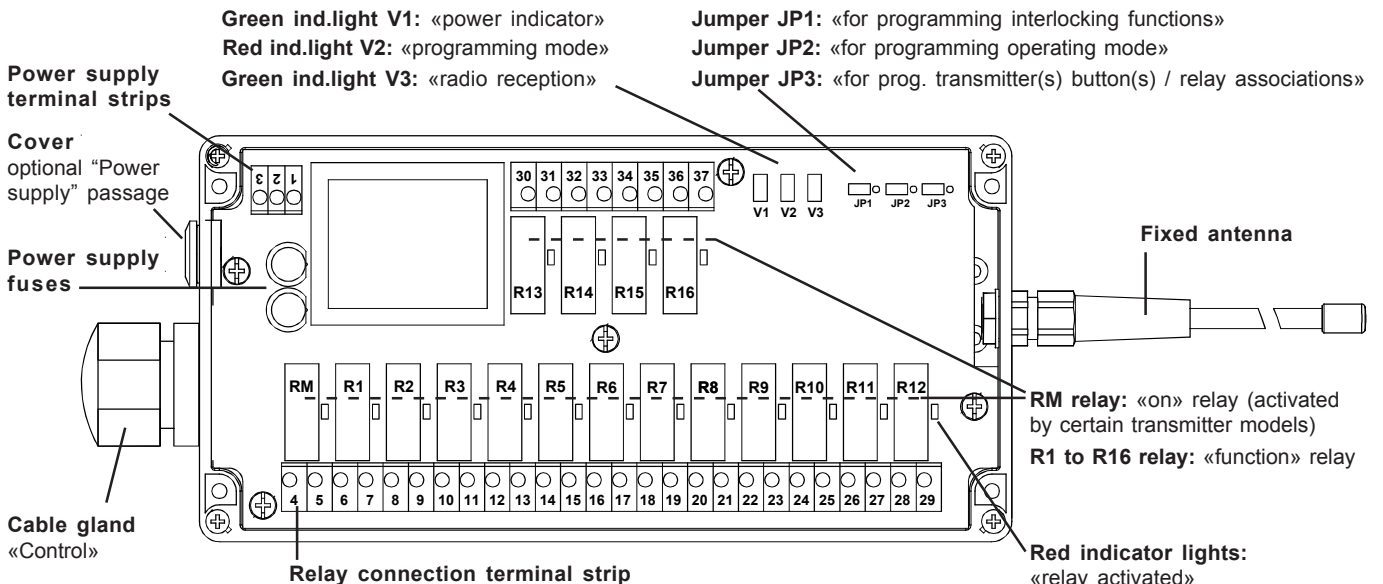 Green ind.light V1: «power indicator»
Red ind.light V2: «programming mode»
Green ind.light V3: «radio reception»
Jumper JP1: «for programming interlocking functions»
Jumper JP2: «for programming operating mode»
Jumper JP3: «for prog. transmitter(s) button(s) / relay associations»
Power supply
terminal strips
Cover
optional “Power
supply” passage
Power supply
fuses
3 2 1
30 31 32 33 34 35 36 37
V1 V2 V3
JP1 JP2 JP3
R13 R14 R15 R16
Fixed antenna
RM R1 R2 R3 R4 R5 R6 R7 R8 R9 R10 R11 R12
RM relay: «on» relay (activated
by certain transmitter models)
R1 to R16 relay: «function» relay
4 5 6 7 8 9 10 11 12 13 14 15 16 17 18 19 20 21 22 23 24 25 26 27 28 29
Cable gland
«Control»
Relay connection terminal strip
Red indicator lights:
«relay activated»